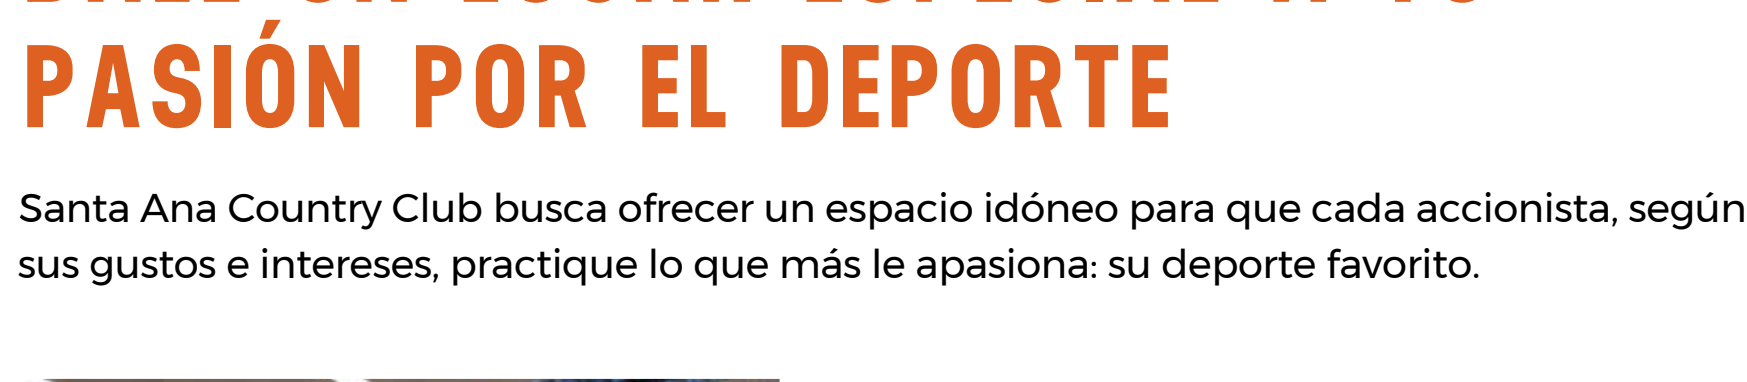 PASIÓN POR EL DEPORTE
Santa Ana Country Club busca ofrecer un espacio idóneo para que cada accionista, según
sus gustos e intereses, practique lo que más le apasiona: su deporte favorito.